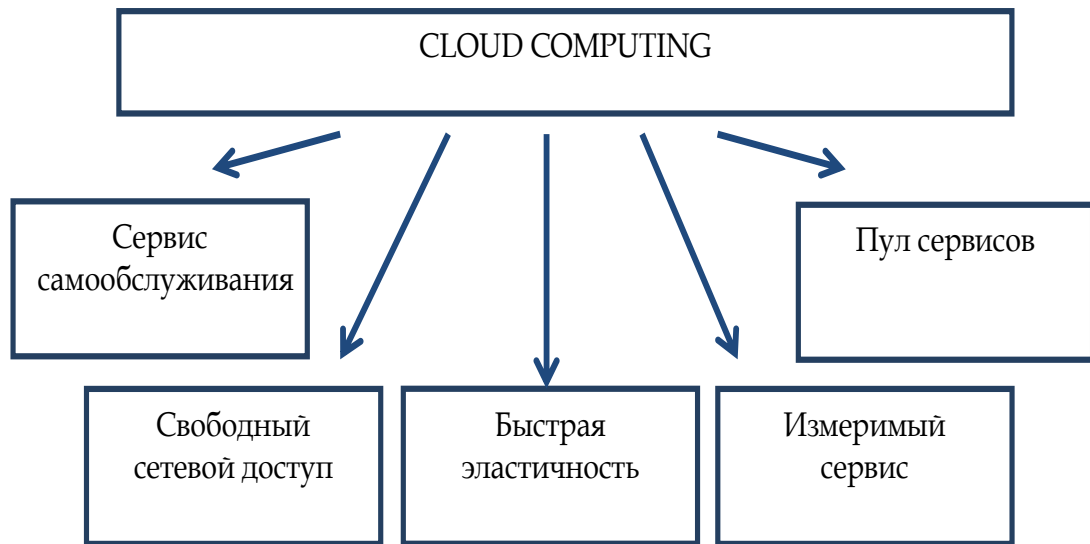 CLOUD COMPUTING
Сервис
самообслуживания
Пул сервисов
Свободный
сетевой доступ
Быстрая
эластичность
Измеримый
сервис